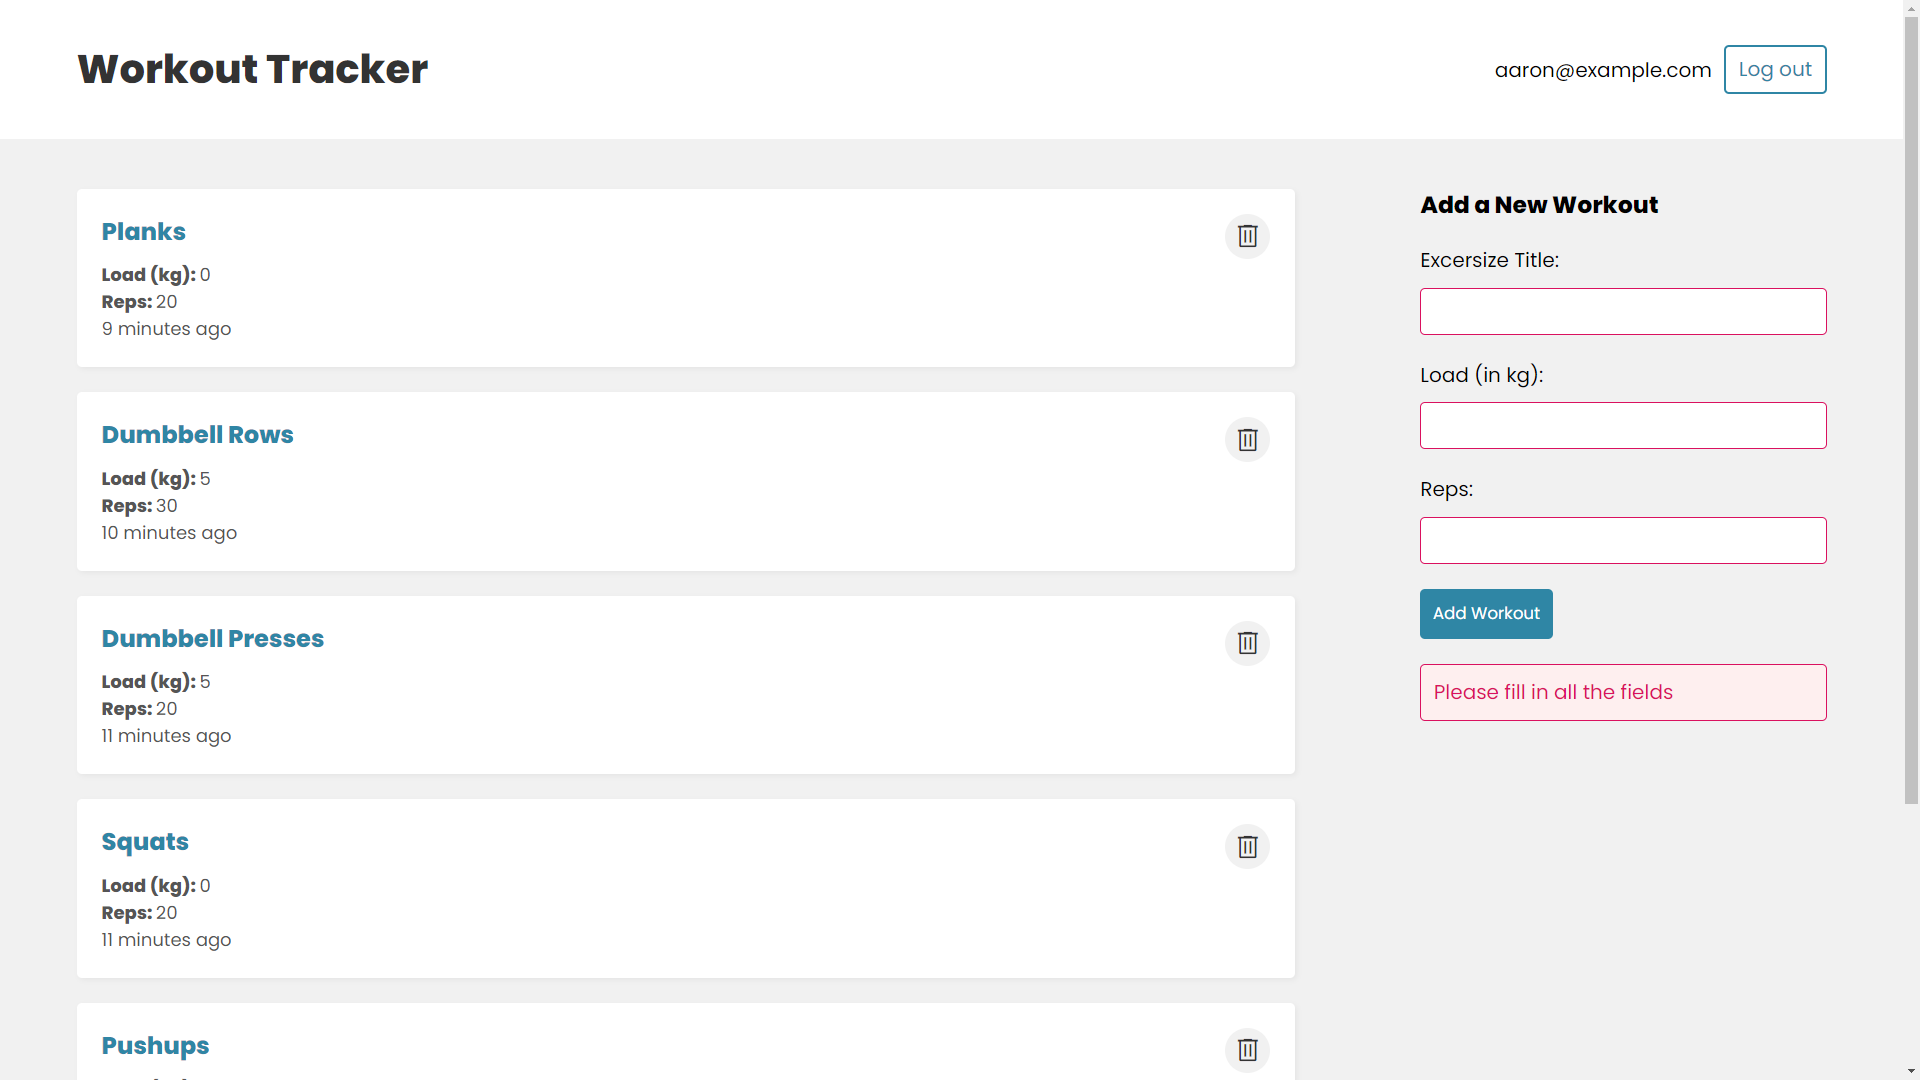 Workout Tracker
aaron@example.com
Log out
Planks
Load (kg): 0
Reps: 20
9 minutes ago
Dumbbell Rows
Load (kg): 5
Reps: 30
10 minutes ago
Dumbbell Presses
Load (kg): 5
Reps: 20
11 minutes ago
Squats
Load (kg): 0
Reps: 20
11 minutes ago
Pushups
Add a New Workout
Excersize Title:
Load (in kg):
Reps:
Add Workout
Please fill in all the fields